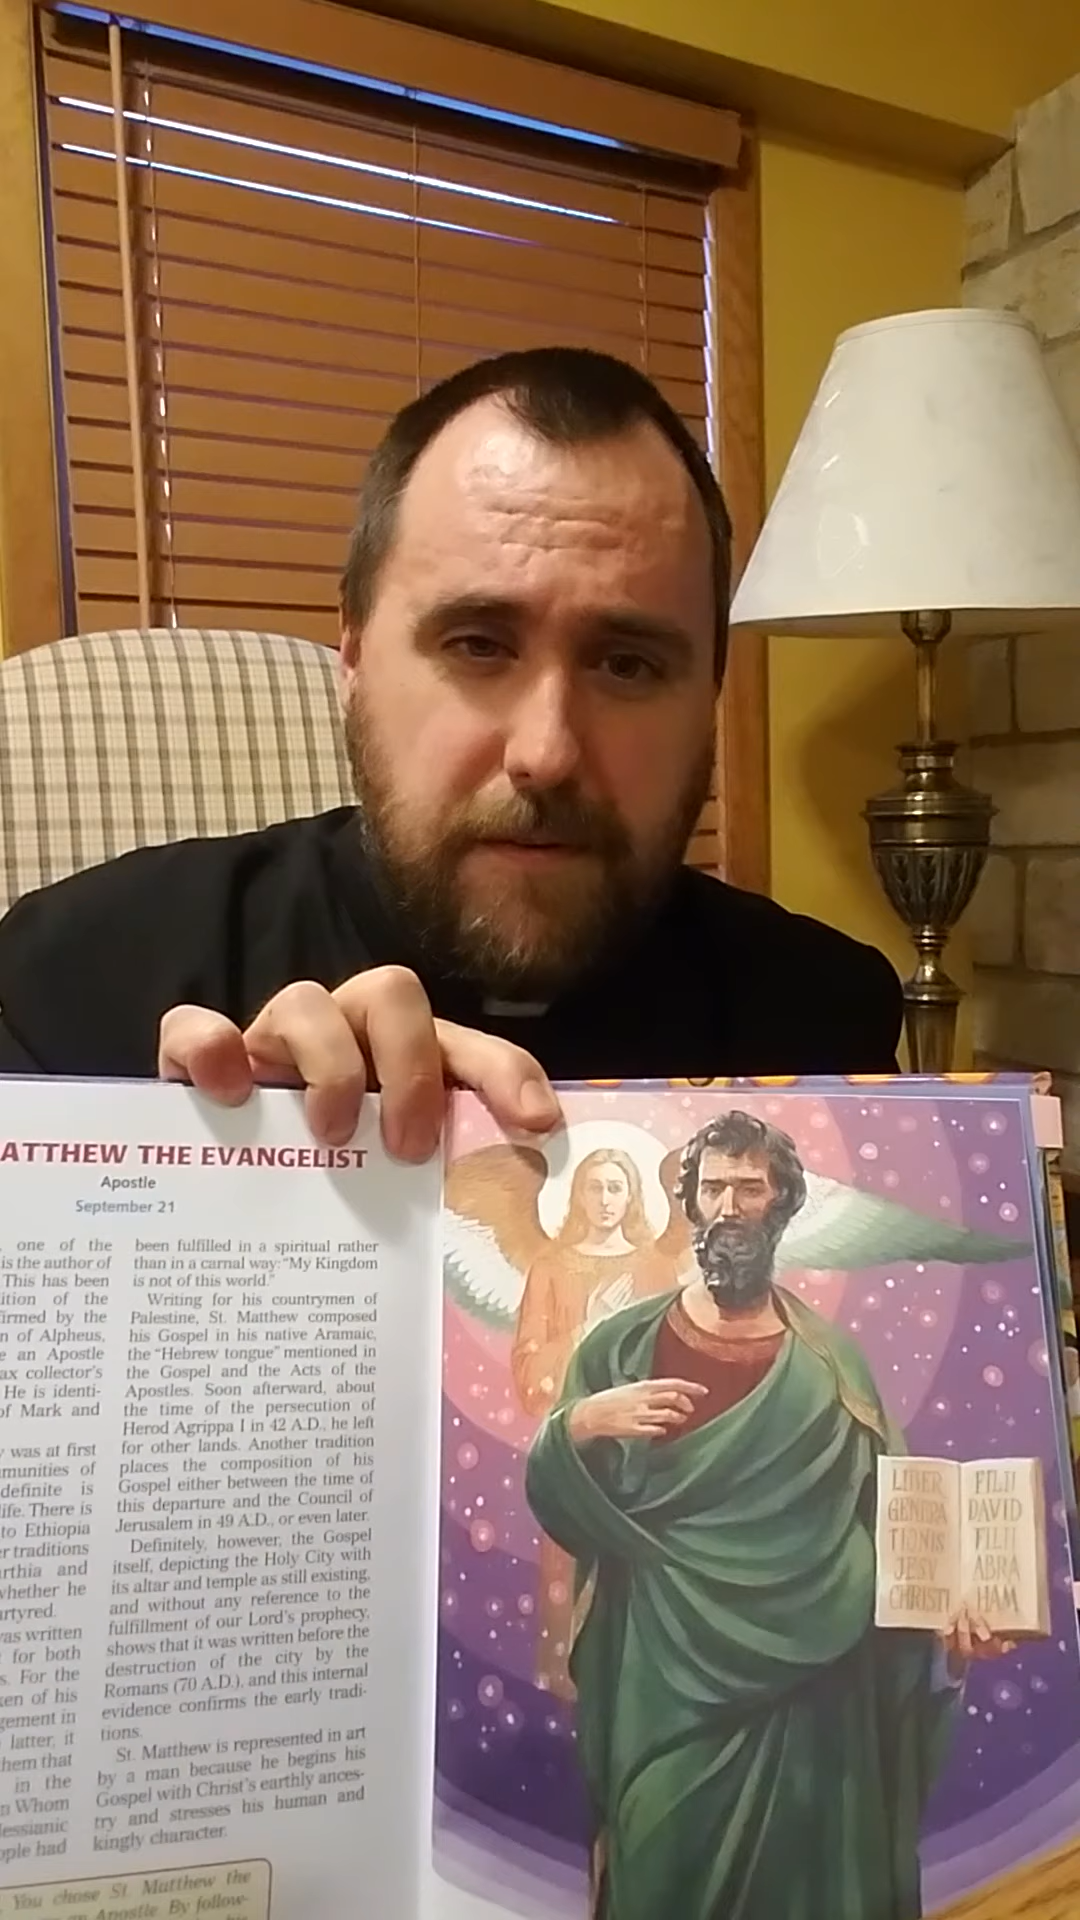 ATTHEW THE EVANGELIST
Apostle
September 21
, one of the
is the author of
This has been
ition of the
firmed by the
n of Alpheus,
e an Apostle
ax collector's
He is identi-
of Mark and
y was at first
munities of
definite is
life. There is
to Ethiopia
er traditions
arthia and
whether he
artyred.
was written
for both
s. For the
ken of his
gement in
latter, it
hem that
in the
n Whom
Messianic
ople had
been fulfilled in a spiritual rather
than in a carnal way: "My Kingdom
is not of this world."
Writing for his countrymen of
Palestine, St. Matthew composed
his Gospel in his native Aramaic,
the "Hebrew tongue" mentioned in
the Gospel and the Acts of the
Apostles. Soon afterward, about
the time of the persecution of
Herod Agrippa I in 42 A.D., he left
for other lands. Another tradition
places the composition of his
Gospel either between the time of
this departure and the Council of
Jerusalem in 49 A.D., or even later.
Definitely, however, the Gospel
itself, depicting the Holy City with
its altar and temple as still existing,
and without any reference to the
fulfillment of our Lord's prophecy,
shows that it was written before the
destruction of the city by the
Romans (70 A.D.), and this internal
evidence confirms the early tradi-
tions.
St. Matthew is represented in art
by a man because he begins his
Gospel with Christ's earthly ances-
try and stresses his human and
kingly character.
You chose St. Matthew the
an Apostle. By follow-
LIBER
GENERA
TIONIS
JESV
CHRISTI
FILII
DAVID
FILII
ABRA
HAM